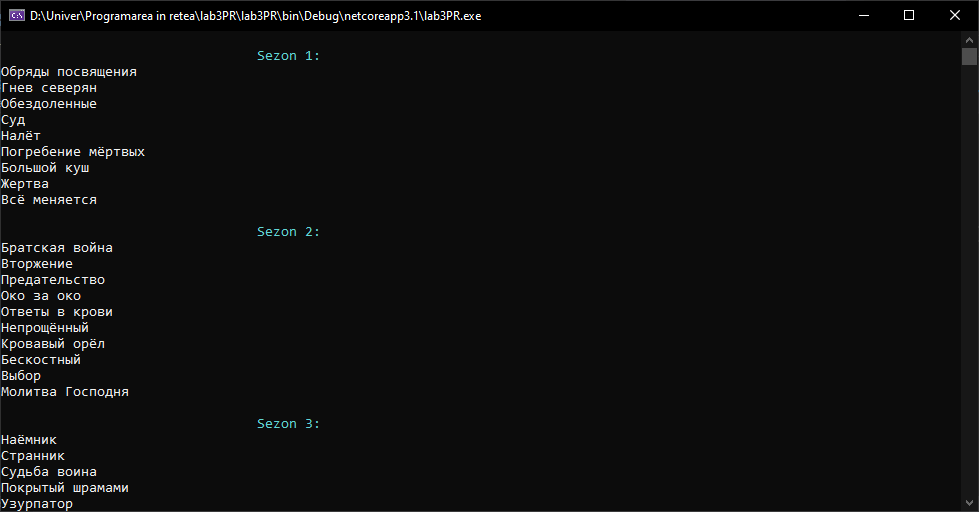 D:\Univer\Programarea in retea\lab3PR\lab3PR\bin\Debug\netcoreapp3.1\lab3PR.exe
Sezon 1:
Обряды посвящения
Гнев северян
Обездоленные
Суд
Налёт
Погребение мёртвых
Большой куш
Жертва
Всё меняется
Sezon 2:
Братская война
Вторжение
Предательство
Око за око
Ответы в крови
Непрощённый
Кровавый орёл
Бескостный
Выбор
Молитва Господня
Sezon 3:
Наёмник
Странник
Судьба воина
Покрытый шрамами
Узурпатор